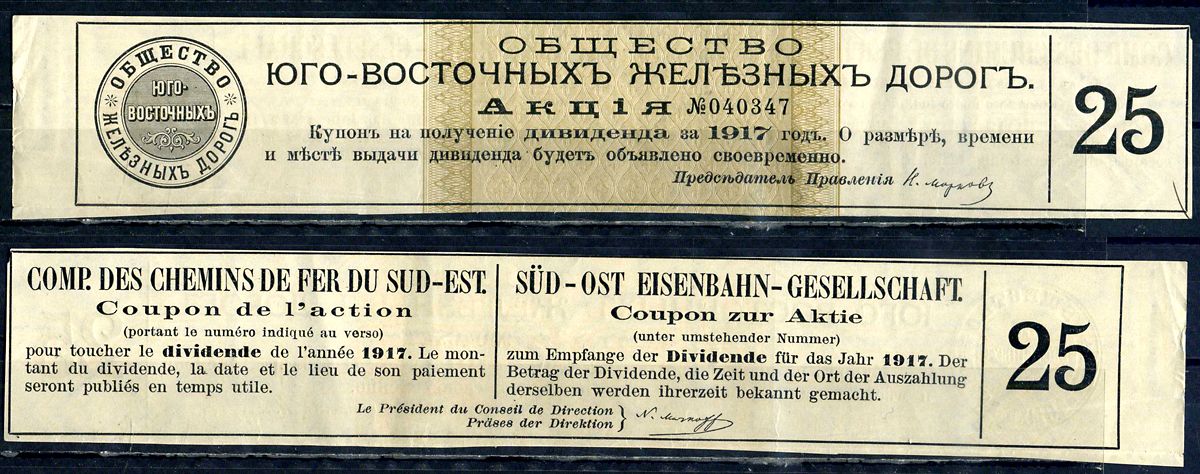 ОБЩЕСТВО
ЮГО-ВОСТОЧНЫХЪ ЖЕЛѢЗНЫХЪ ДОРОГЪ
ОБЩЕСТВО
ЮГО-ВОСТОЧНЫХЪ ЖЕЛѢЗНЫХЪ ДОРОГЪ.
АКЦІЯ №040347
Купонъ на полученіе дивиденда за 1917 годъ. О размѣрѣ, времени
и мѣстѣ выдачи дивиденда будетъ объявлено своевременно.
Предсѣдатель Правленія Н. Марковъ
25
COMP. DES CHEMINS DE FER DU SUD-EST.
Coupon de l'action
(portant le numéro indiqué au verso)
pour toucher le dividende de l'année 1917. Le mon-
tant du dividende, la date et le lieu de son paiement
seront publiés en temps utile.
SÜD-OST EISENBAHN-GESELLSCHAFT.
Coupon zur Aktie
(unter umstehender Nummer)
zum Empfange der Dividende für das Jahr 1917. Der
Betrag der Dividende, die Zeit und der Ort der Auszahlung
derselben werden ihrerzeit bekannt gemacht.
Le Président du Conseil de Direction
Präses der Direktion
25